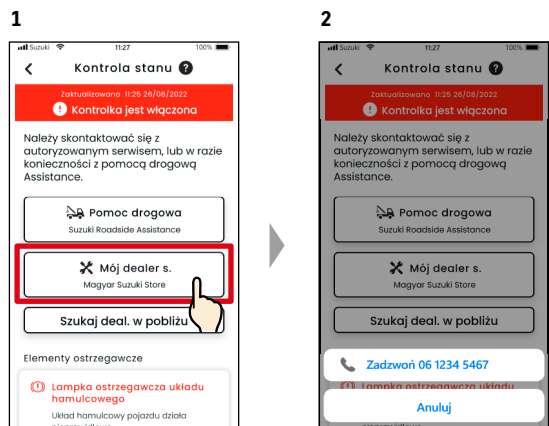 1
Suzuki 11:27 100%
Kontrola stanu ?
Zaktualizowano 11:25 26/08/2022
! Kontrolka jest włączona
Należy skontaktować się z
autoryzowanym serwisem, lub w razie
konieczności z pomocą drogową
Assistance.
Pomoc drogowa
Suzuki Roadside Assistance
Mój dealer s.
Magyar Suzuki Store
Szukaj deal. w pobliżu
Elementy ostrzegawcze
Lampka ostrzegawcza układu
hamulcowego
Układ hamulcowy pojazdu działa
2
Suzuki 11:27 100%
Kontrola stanu ?
Zaktualizowano 11:25 26/08/2022
! Kontrolka jest włączona
Należy skontaktować się z
autoryzowanym serwisem, lub w razie
konieczności z pomocą drogową
Assistance.
Pomoc drogowa
Suzuki Roadside Assistance
Mój dealer s.
Magyar Suzuki Store
Szukaj deal. w pobliżu
Zadzwoń 06 1234 5467
Lampka ostrzegawcza układu
Anuluj